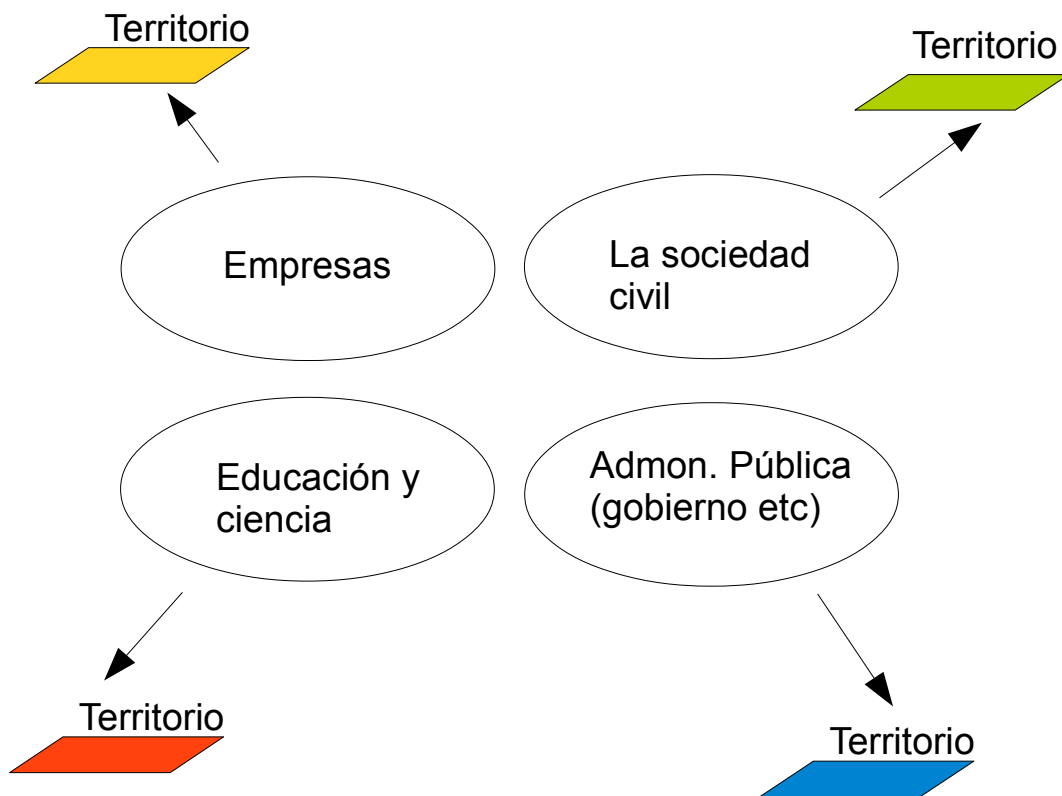 Territorio
Territorio
Empresas
La sociedad
civil
Educación y
ciencia
Admon. Pública
(gobierno etc)
Territorio
Territorio